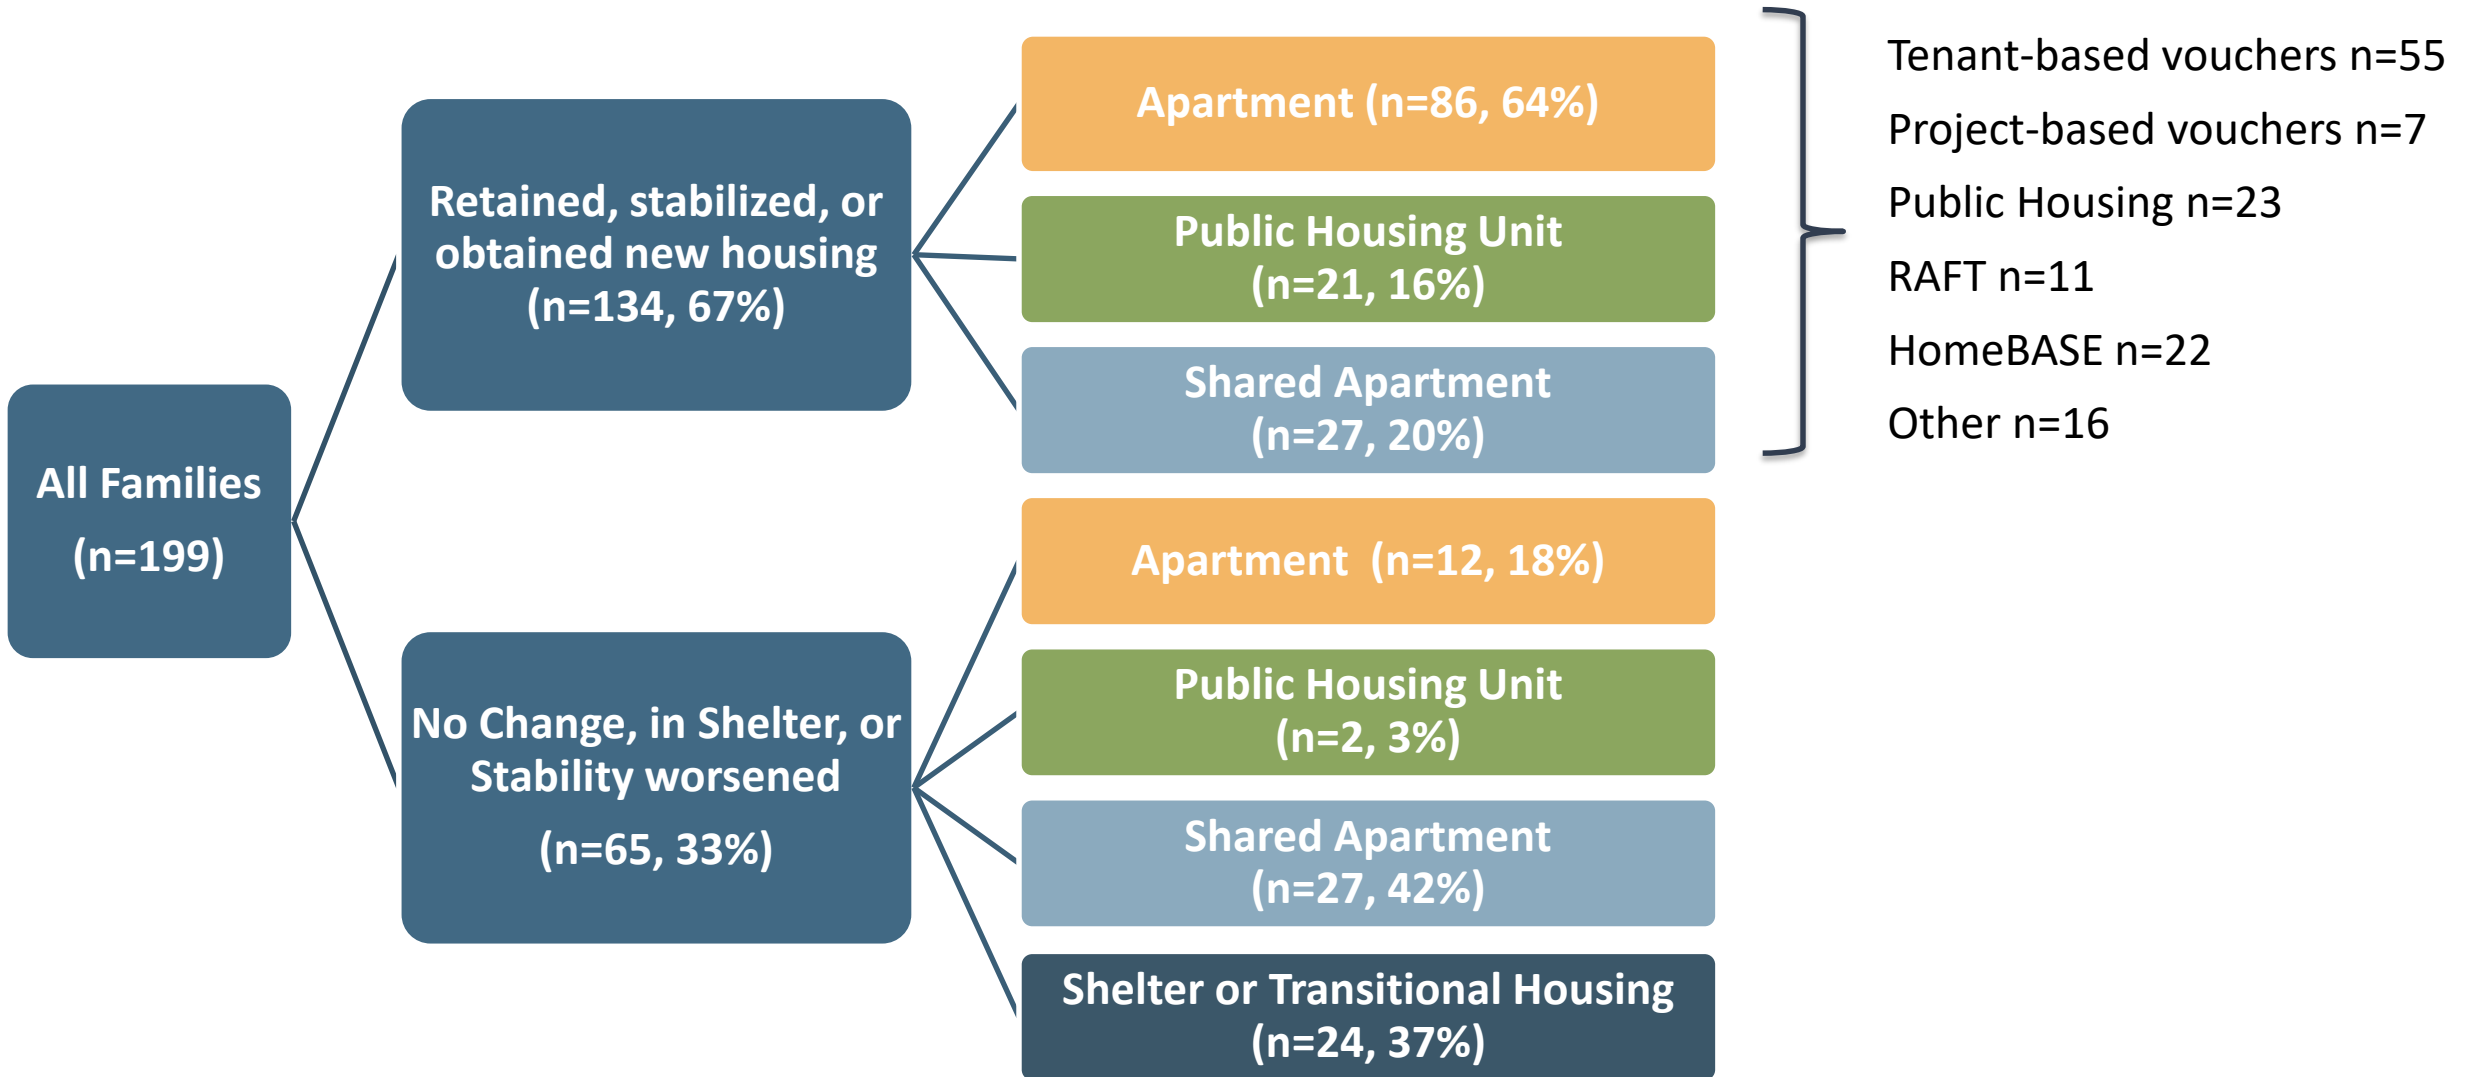 All Families
(n=199)
Retained, stabilized, or
obtained new housing
(n=134, 67%)
Apartment (n=86, 64%)
Public Housing Unit
(n=21, 16%)
Shared Apartment
(n=27, 20%)
Tenant-based vouchers n=55
Project-based vouchers n=7
Public Housing n=23
RAFT n=11
HomeBASE n=22
Other n=16
No Change, in Shelter, or
Stability worsened
(n=65, 33%)
Apartment  (n=12, 18%)
Public Housing Unit
(n=2, 3%)
Shared Apartment
(n=27, 42%)
Shelter or Transitional Housing
(n=24, 37%)